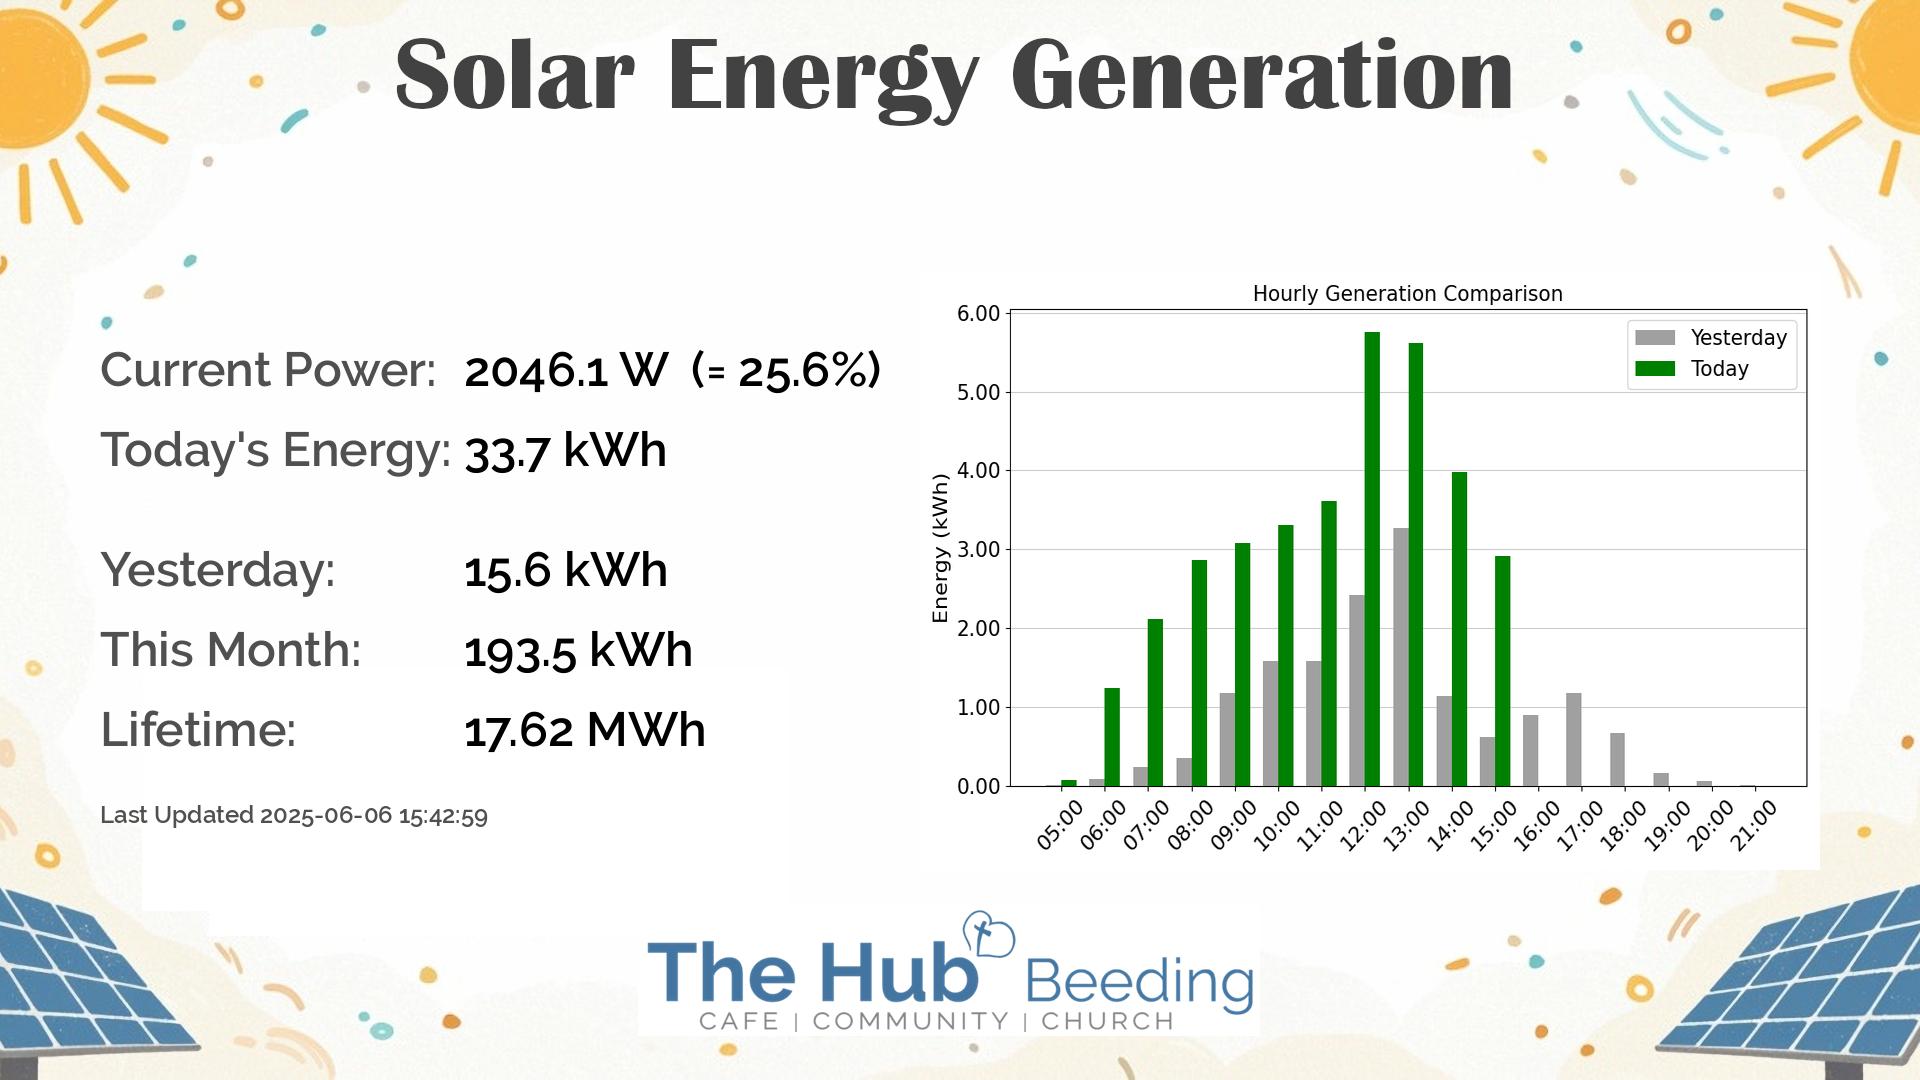 Solar Energy Generation
Current Power: 2046.1 W (= 25.6%)
Today's Energy: 33.7 kWh
Yesterday: 15.6 kWh
This Month: 193.5 kWh
Lifetime: 17.62 MWh
Last Updated 2025-06-06 15:42:59
Hourly Generation Comparison
Yesterday
Today
Energy (kWh)
6.00
5.00
4.00
3.00
2.00
1.00
0.00
05:00 06:00 07:00 08:00 09:00 10:00 11:00 12:00 13:00 14:00 15:00 16:00 17:00 18:00 19:00 20:00 21:00
The Hub Beeding
CAFE | COMMUNITY | CHURCH